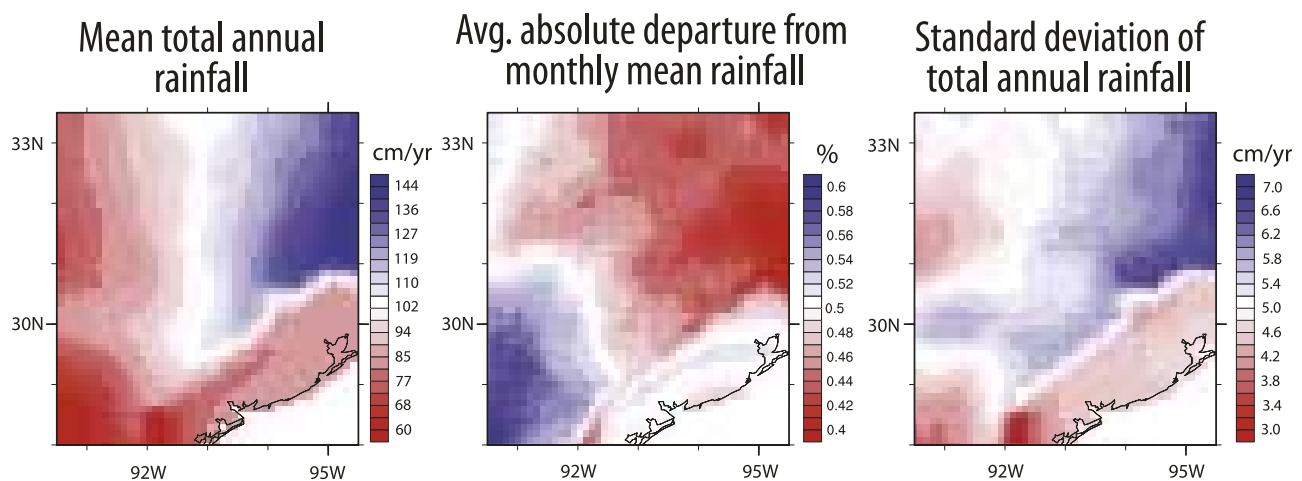 Mean total annual
rainfall
Avg. absolute departure from
monthly mean rainfall
Standard deviation of
total annual rainfall
33N
30N
92W
95W
cm/yr
144
136
127
119
110
102
94
85
77
68
60
33N
30N
92W
95W
%
0.6
0.58
0.56
0.54
0.52
0.5
0.48
0.46
0.44
0.42
0.4
33N
30N
92W
95W
cm/yr
7.0
6.6
6.2
5.8
5.4
5.0
4.6
4.2
3.8
3.4
3.0